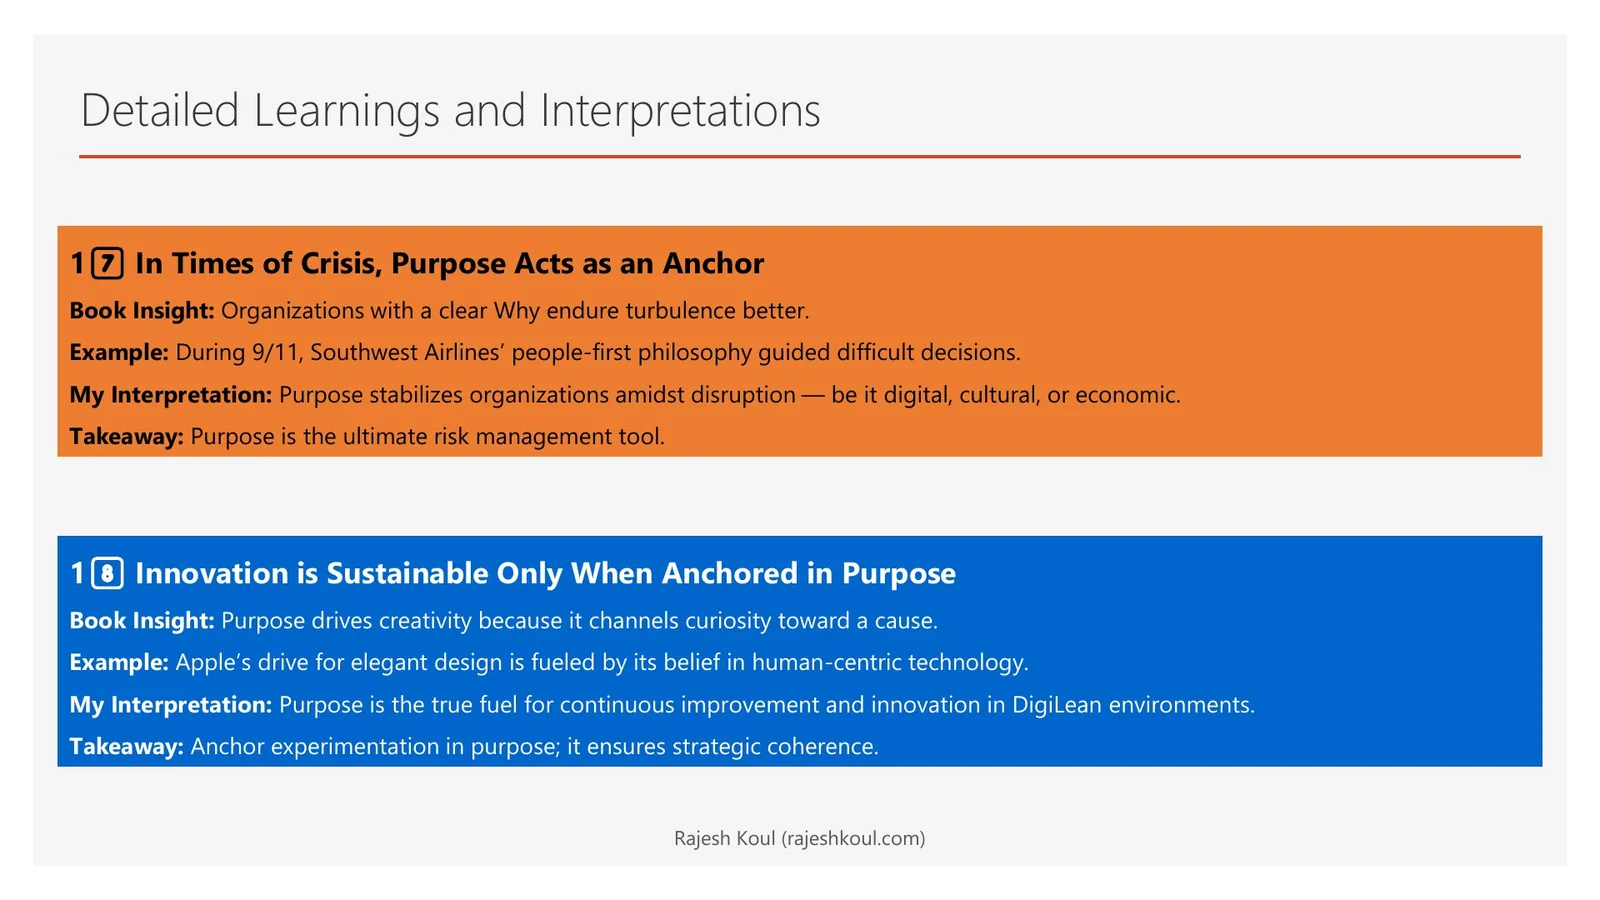 Detailed Learnings and Interpretations
17️⃣ In Times of Crisis, Purpose Acts as an Anchor
Book Insight: Organizations with a clear Why endure turbulence better.
Example: During 9/11, Southwest Airlines’ people-first philosophy guided difficult decisions.
My Interpretation: Purpose stabilizes organizations amidst disruption — be it digital, cultural, or economic.
Takeaway: Purpose is the ultimate risk management tool.
18️⃣ Innovation is Sustainable Only When Anchored in Purpose
Book Insight: Purpose drives creativity because it channels curiosity toward a cause.
Example: Apple’s drive for elegant design is fueled by its belief in human-centric technology.
My Interpretation: Purpose is the true fuel for continuous improvement and innovation in DigiLean environments.
Takeaway: Anchor experimentation in purpose; it ensures strategic coherence.
Rajesh Koul (rajeshkoul.com)